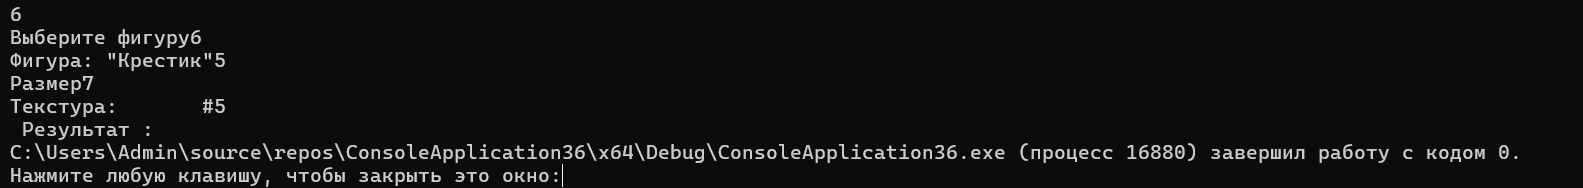 6
Выберите фигуру6
Фигура: "Крестик"5
Размер7
Текстура:       #5
 Результат :
C:\Users\Admin\source\repos\ConsoleApplication36\x64\Debug\ConsoleApplication36.exe (процесс 16880) завершил работу с кодом 0.
Нажмите любую клавишу, чтобы закрыть это окно: